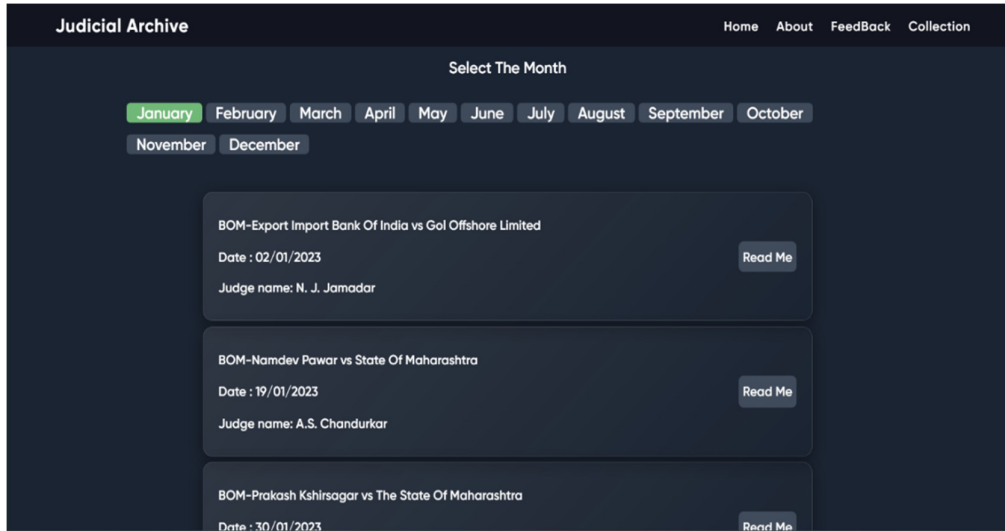 Judicial Archive
Home About FeedBack Collection
Select The Month
January February March April May June July August September October
November December
BOM-Export Import Bank Of India vs Gol Offshore Limited
Date : 02/01/2023
Read Me
Judge name: N. J. Jamadar
BOM-Namdev Pawar vs State Of Maharashtra
Date : 19/01/2023
Read Me
Judge name: A.S. Chandurkar
BOM-Prakash Kshirsagar vs The State Of Maharashtra
Date : 30/01/2023
Read Me